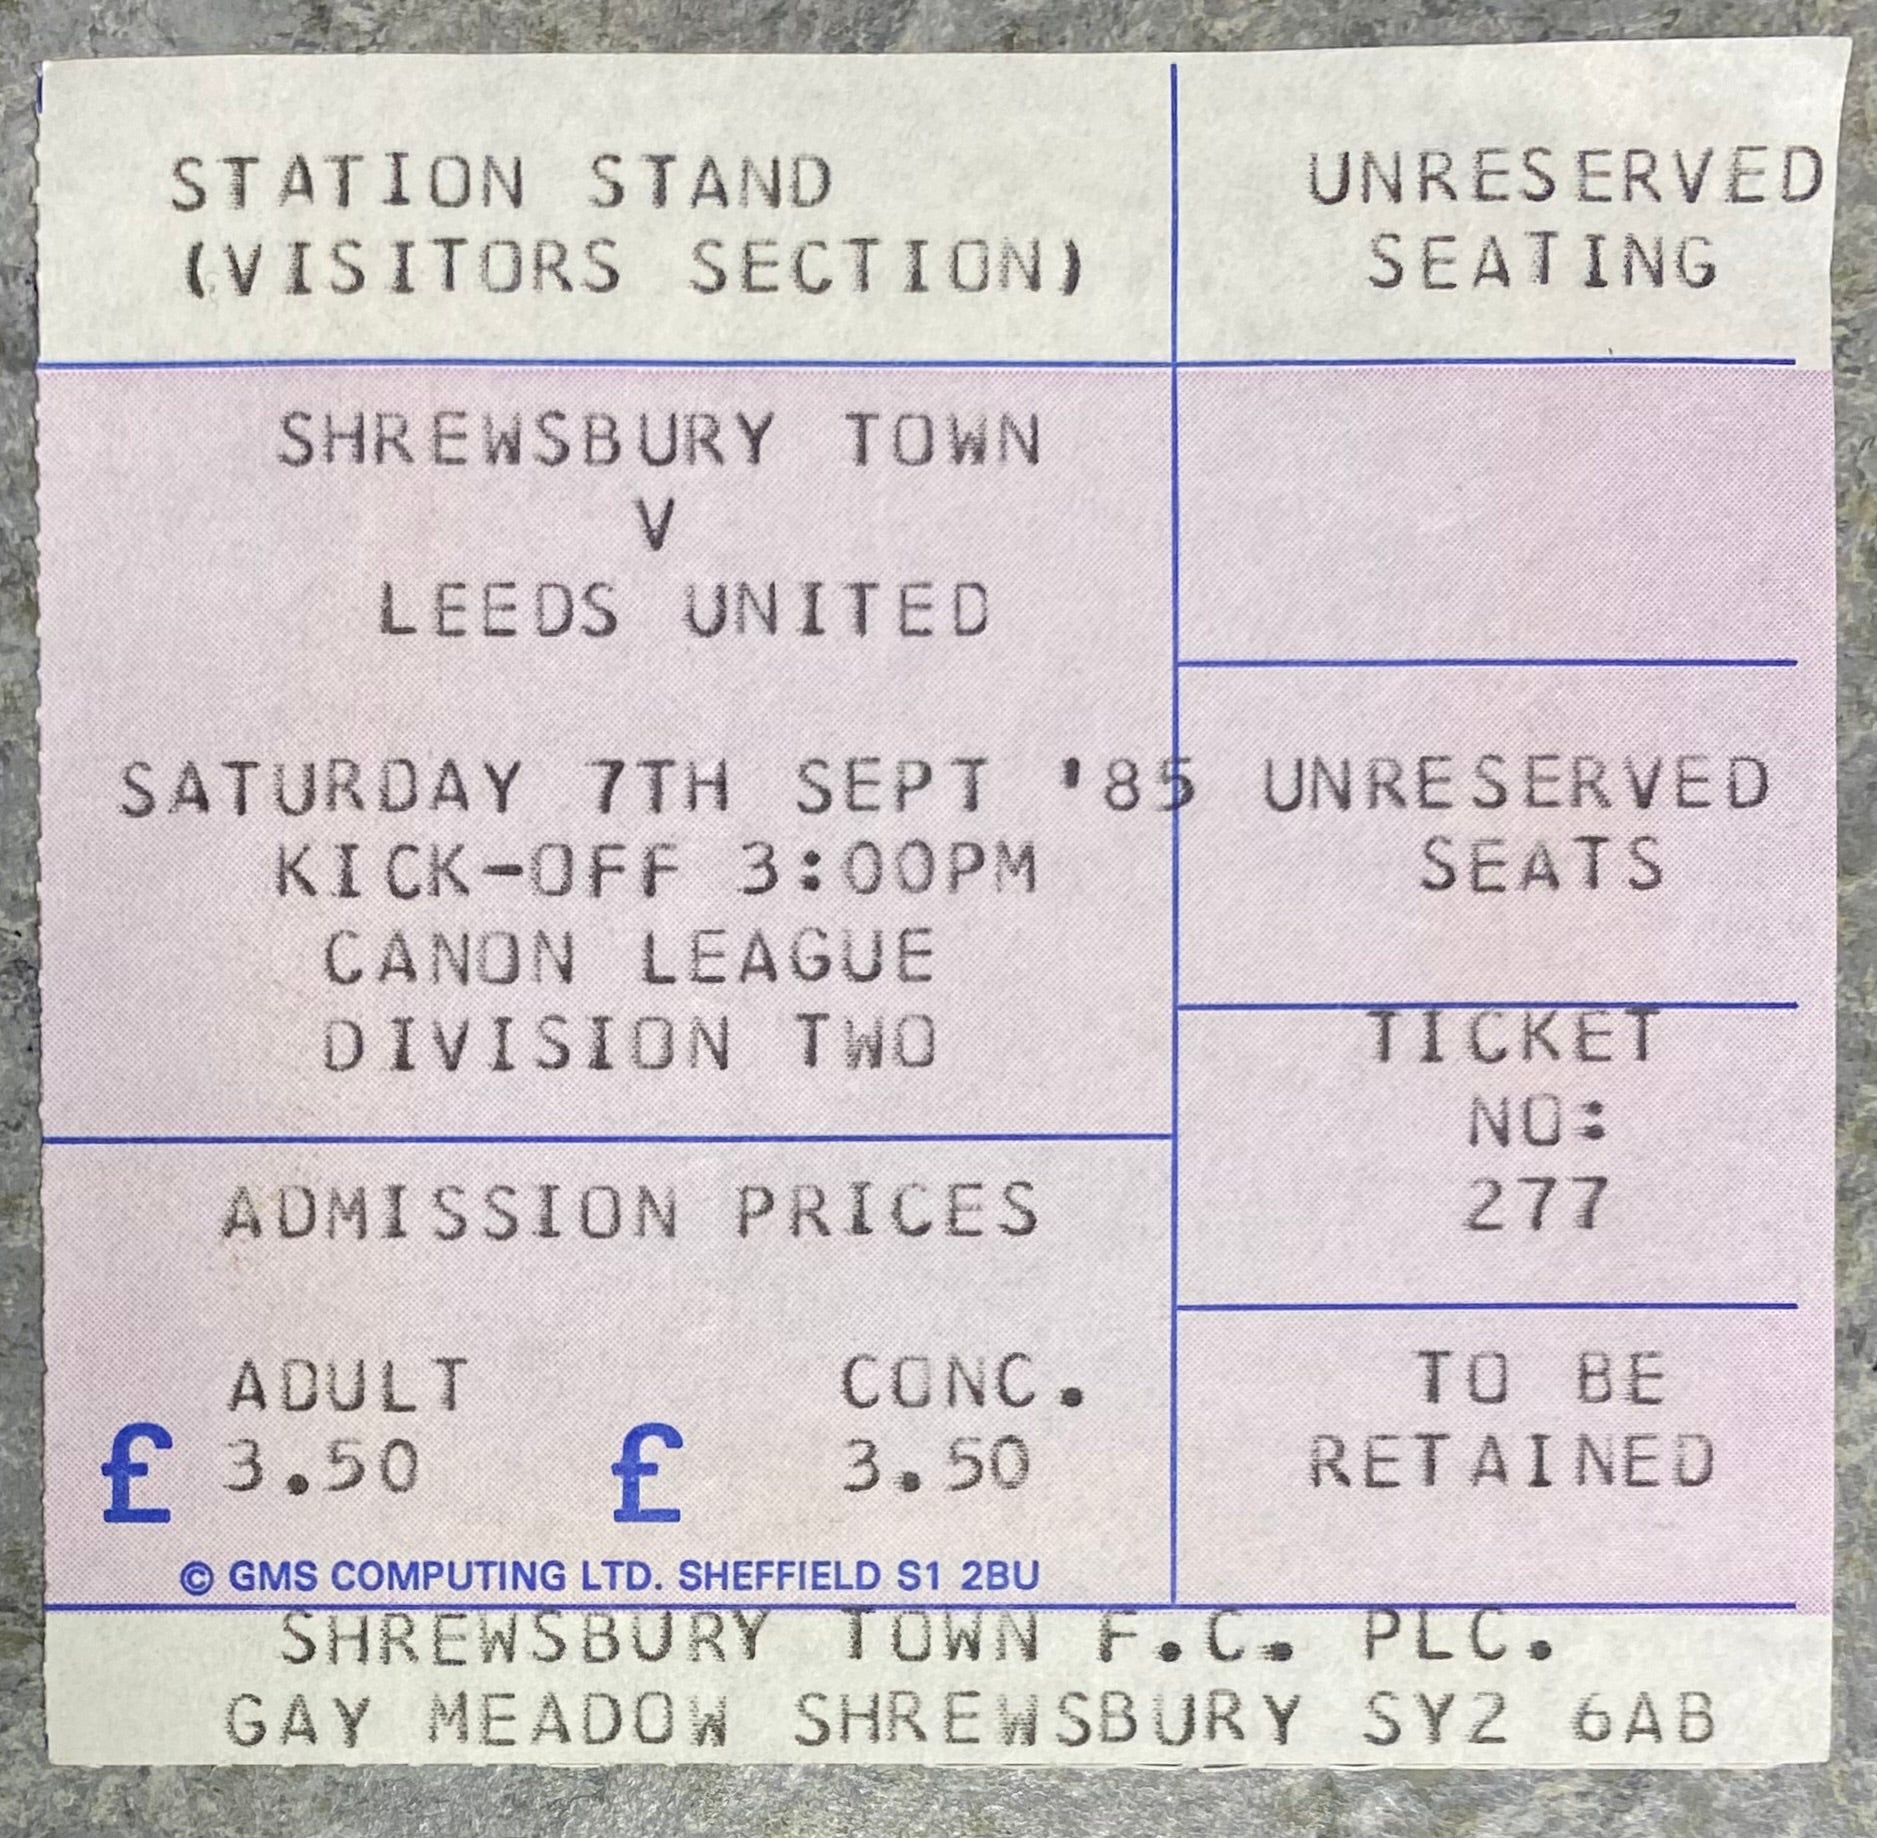 STATION STAND
(VISITORS SECTION)
UNRESERVED
SEATING
SHREWSBURY TOWN
V
LEEDS UNITED
SATURDAY 7TH SEPT '85
KICK-OFF 3:00PM
CANON LEAGUE
DIVISION TWO
UNRESERVED
SEATS
TICKET
NO:
277
ADMISSION PRICES
ADULT CONC.
£ 3.50 £ 3.50
TO BE
RETAINED
© GMS COMPUTING LTD. SHEFFIELD S1 2BU
SHREWSBURY TOWN F.C. PLC.
GAY MEADOW SHREWSBURY SY2 6AB